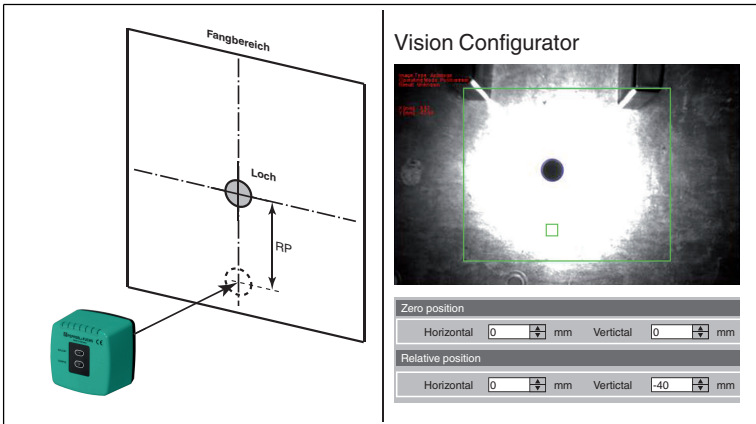 Fangbereich
Loch
RP
Vision Configurator
Zero position
Horizontal 0 mm Vertictal 0 mm
Relative position
Horizontal 0 mm Vertictal -40 mm